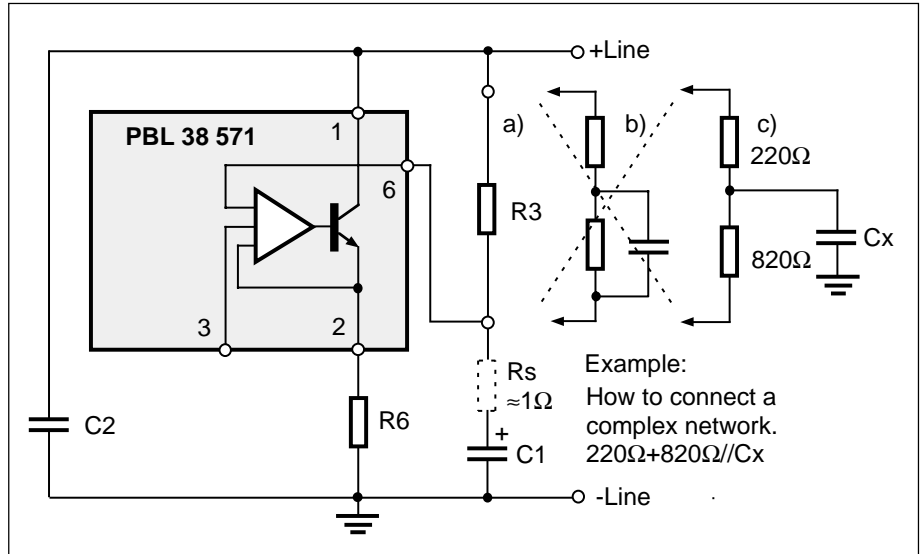 +Line
PBL 38 571
1
a)
b)
c)
220Ω
6
R3
Cx
820Ω
3
2
Rs
≈1Ω
Example:
How to connect a
complex network.
220Ω+820Ω//Cx
C2
R6
+
C1
-Line